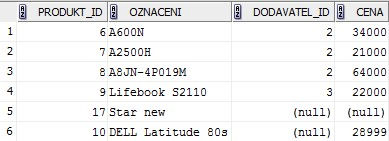 PRODUKT_ID OZNACENI DODAVATEL_ID CENA
1 6 A600N 2 34000
2 7 A2500H 2 21000
3 8 A8JN-4P019M 2 64000
4 9 Lifebook S2110 3 22000
5 17 Star new (null) (null)
6 10 DELL Latitude 80s (null) 28999